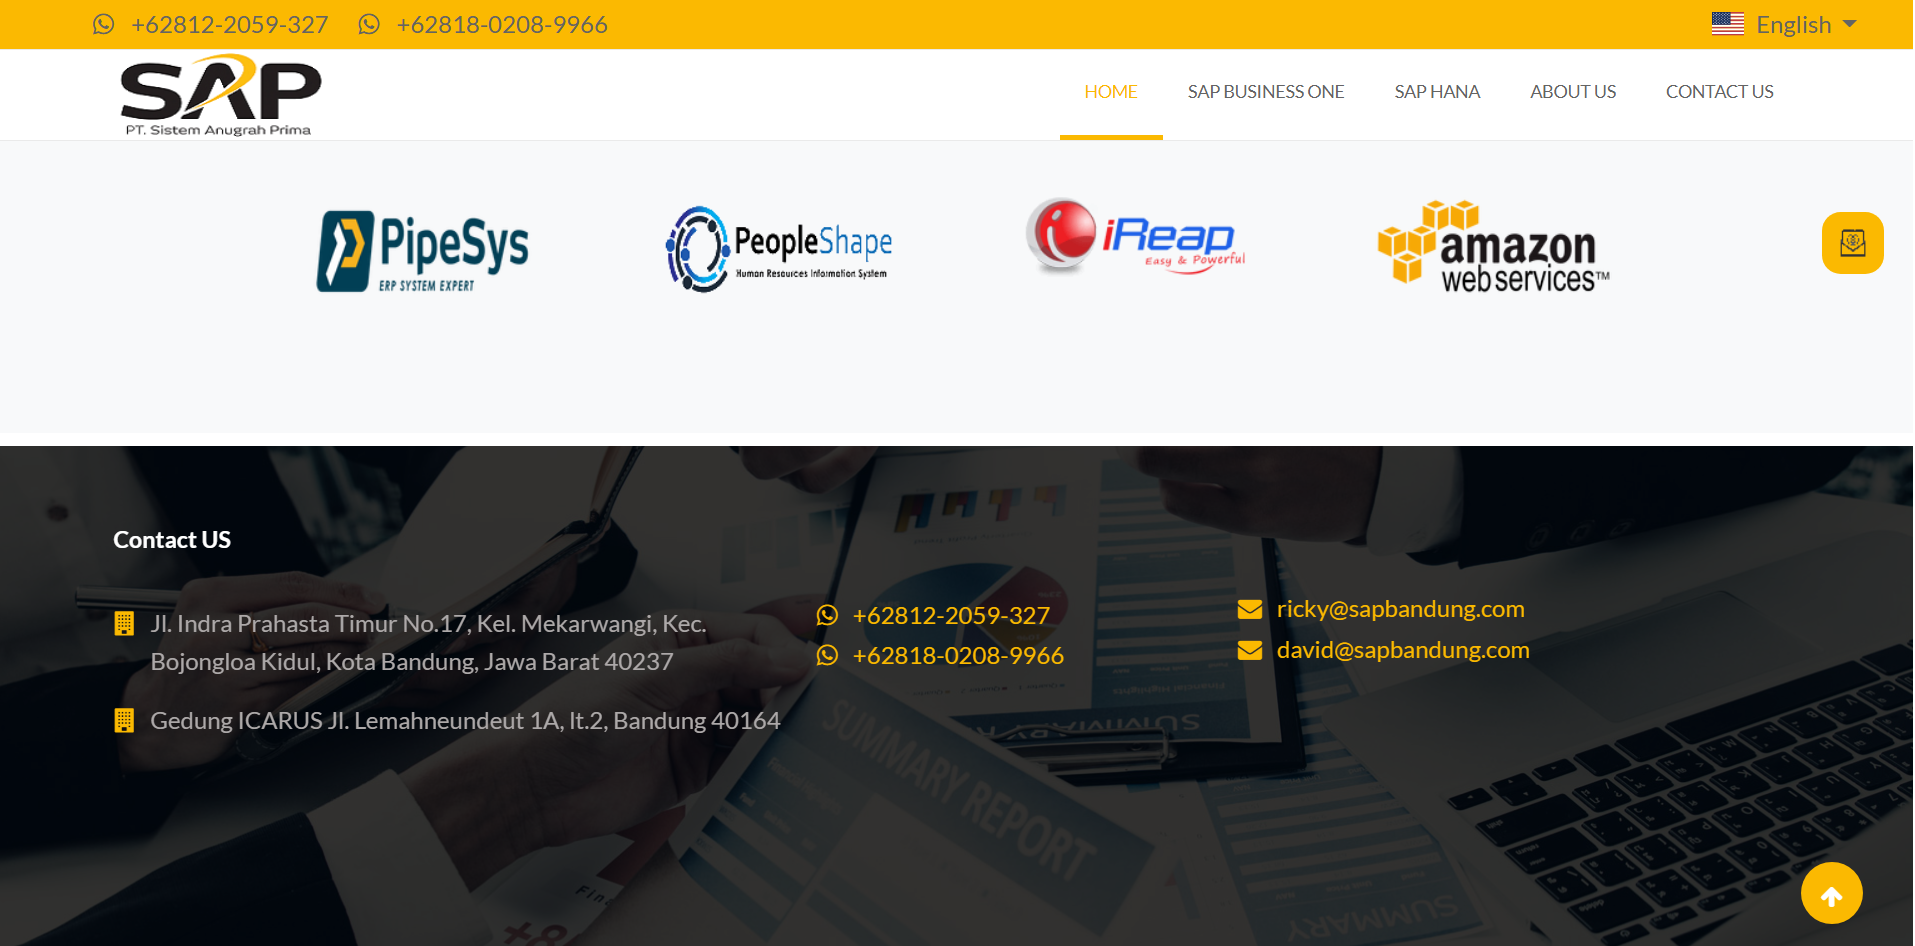 +62812-2059-327 +62818-0208-9966 English
SAP
PT. Sistem Anugrah Prima
HOME SAP BUSINESS ONE SAP HANA ABOUT US CONTACT US
PipeSys
ERP SYSTEM EXPERT
PeopleShape
Human Resources Information System
iReap
Easy & Powerful
amazon
web services™
Contact US
Jl. Indra Prahasta Timur No.17, Kel. Mekarwangi, Kec.
Bojongloa Kidul, Kota Bandung, Jawa Barat 40237
Gedung ICARUS Jl. Lemahneundeut 1A, lt.2, Bandung 40164
+62812-2059-327
+62818-0208-9966
ricky@sapbandung.com
david@sapbandung.com
SUMMARY REPORT
Financial Highlights
SUMMARY
+8